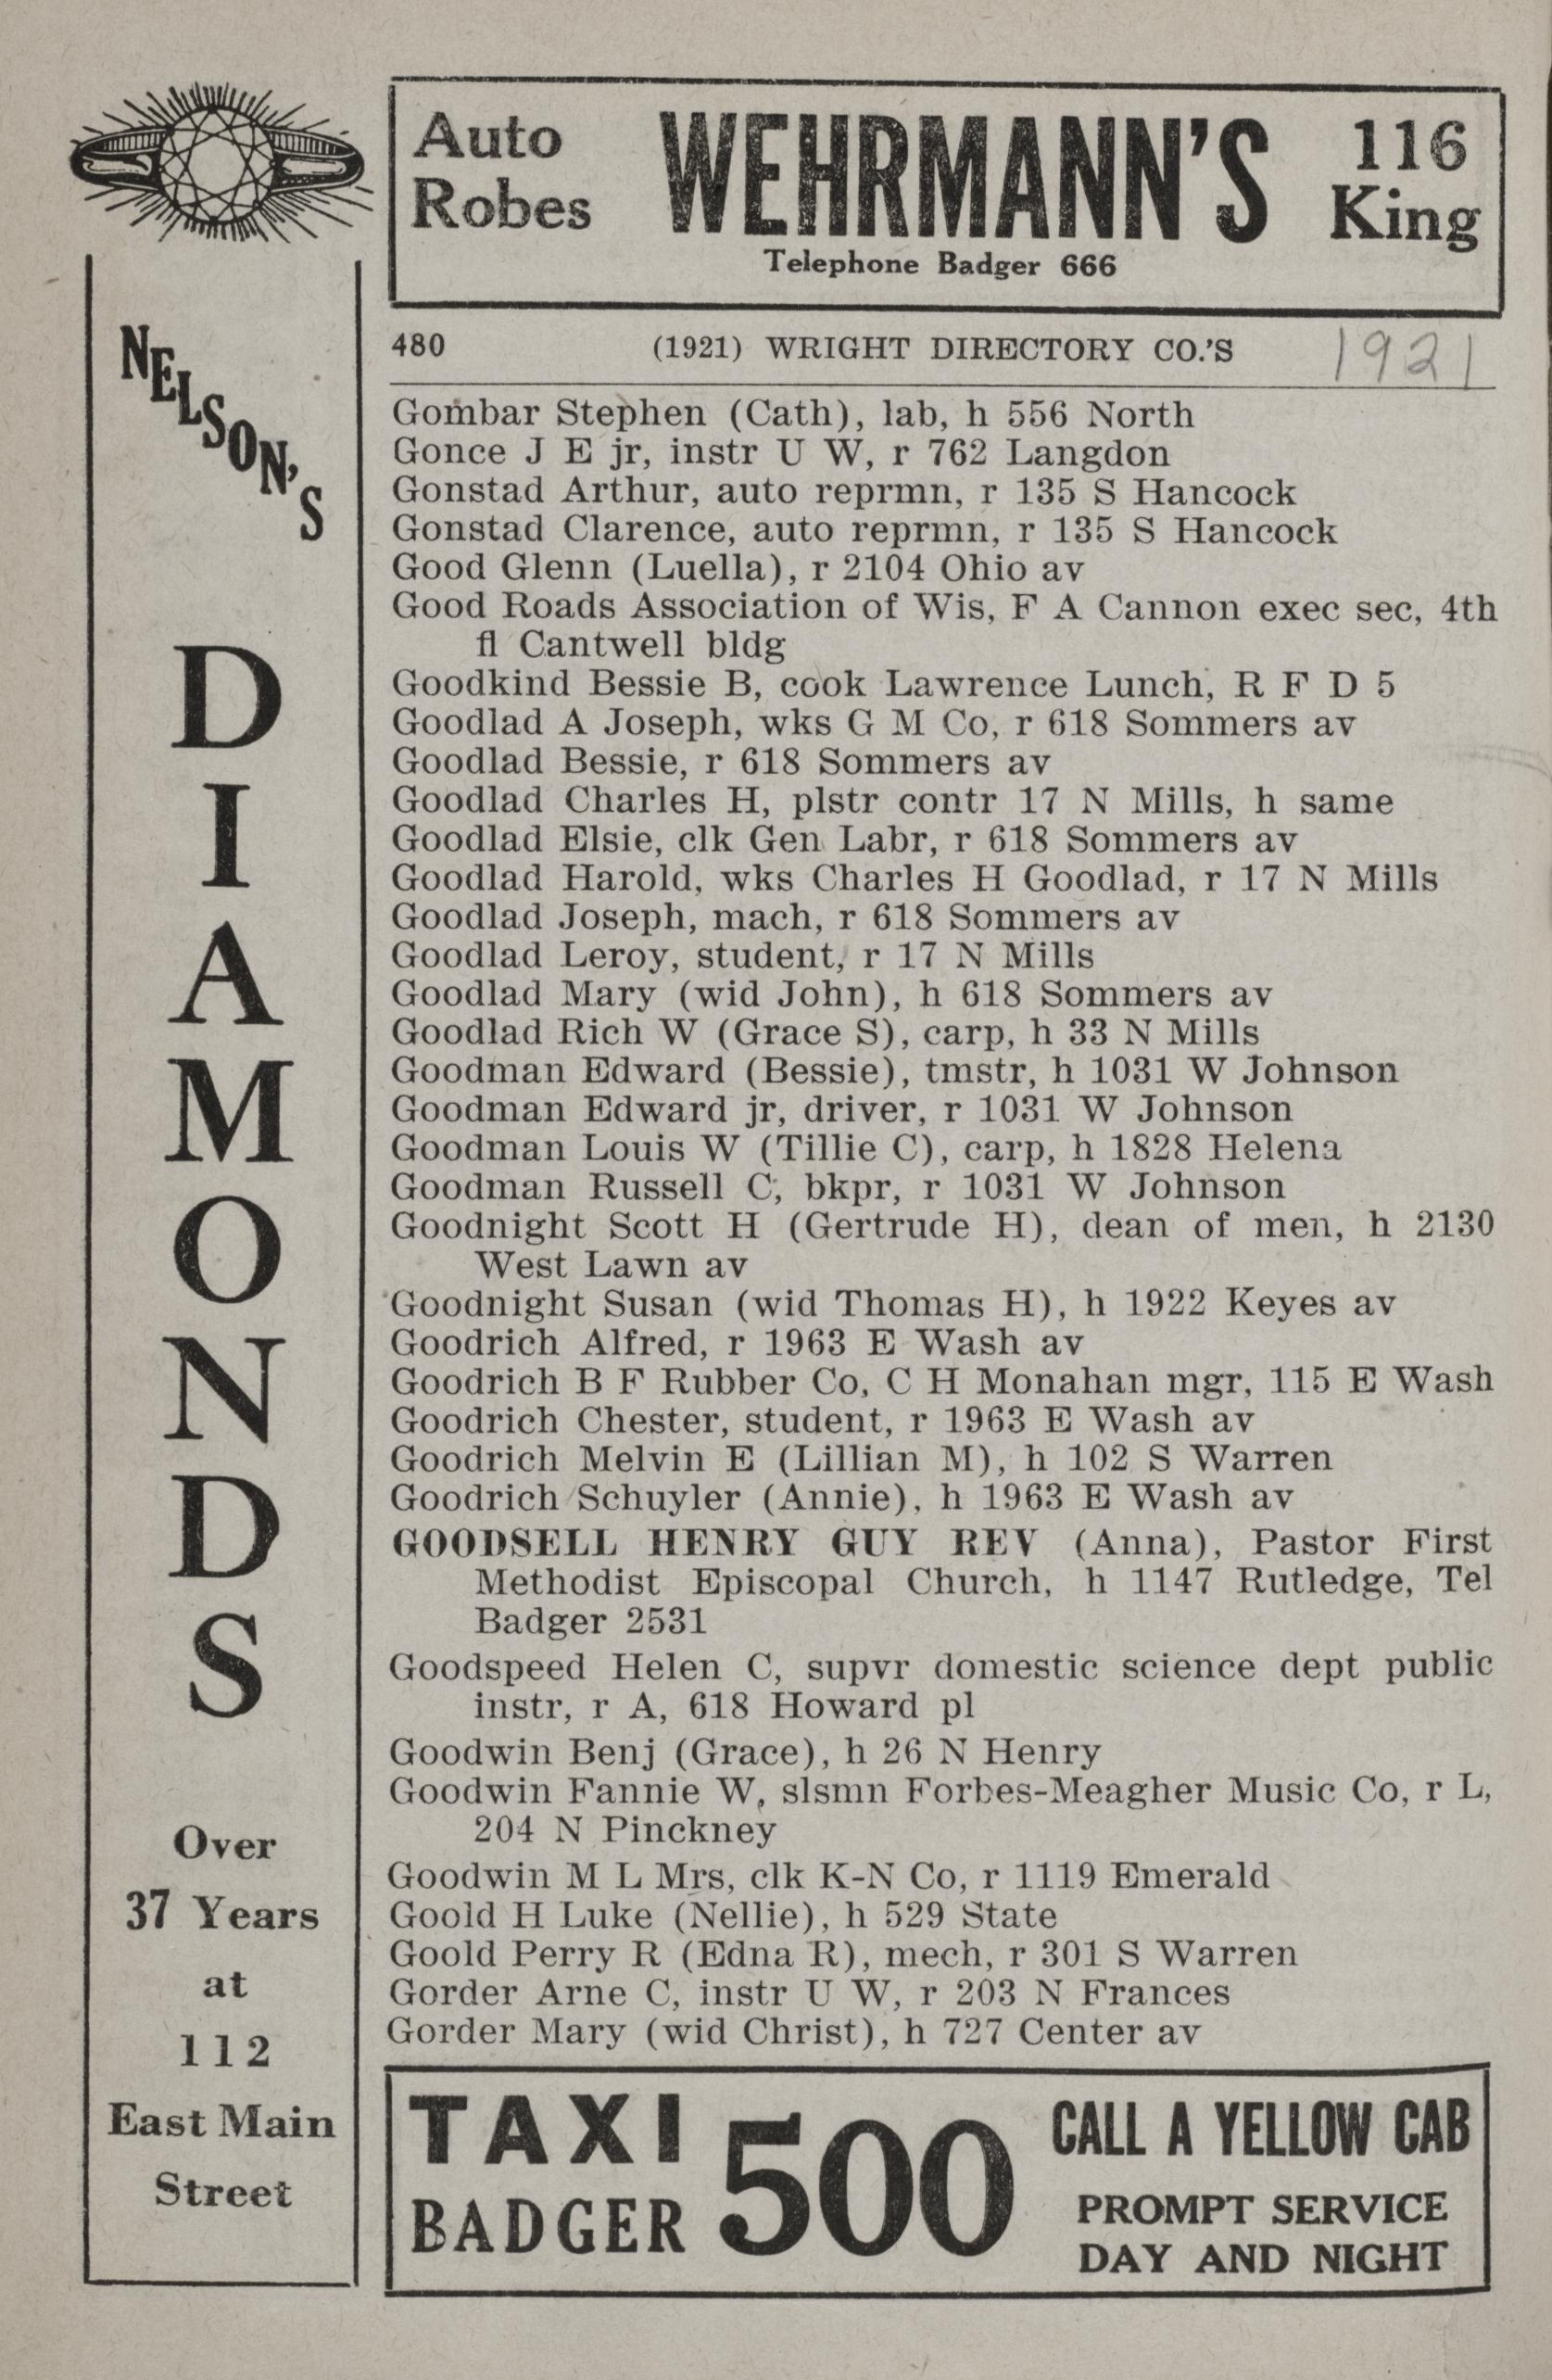 Auto
Robes
WEHRMANN'S
Telephone Badger 666
116
King
480 (1921) WRIGHT DIRECTORY CO.'S 1921
Gombar Stephen (Cath), lab, h 556 North
Gonce J E jr, instr U W, r 762 Langdon
Gonstad Arthur, auto reprmn, r 135 S Hancock
Gonstad Clarence, auto reprmn, r 135 S Hancock
Good Glenn (Luella), r 2104 Ohio av
Good Roads Association of Wis, F A Cannon exec sec, 4th
fl Cantwell bldg
Goodkind Bessie B, cook Lawrence Lunch, R F D 5
Goodlad A Joseph, wks G M Co, r 618 Sommers av
Goodlad Bessie, r 618 Sommers av
Goodlad Charles H, plstr contr 17 N Mills, h same
Goodlad Elsie, clk Gen Labr, r 618 Sommers av
Goodlad Harold, wks Charles H Goodlad, r 17 N Mills
Goodlad Joseph, mach, r 618 Sommers av
Goodlad Leroy, student, r 17 N Mills
Goodlad Mary (wid John), h 618 Sommers av
Goodlad Rich W (Grace S), carp, h 33 N Mills
Goodman Edward (Bessie), tmstr, h 1031 W Johnson
Goodman Edward jr, driver, r 1031 W Johnson
Goodman Louis W (Tillie C), carp, h 1828 Helena
Goodman Russell C, bkpr, r 1031 W Johnson
Goodnight Scott H (Gertrude H), dean of men, h 2130
West Lawn av
Goodnight Susan (wid Thomas H), h 1922 Keyes av
Goodrich Alfred, r 1963 E Wash av
Goodrich B F Rubber Co, C H Monahan mgr, 115 E Wash
Goodrich Chester, student, r 1963 E Wash av
Goodrich Melvin E (Lillian M), h 102 S Warren
Goodrich Schuyler (Annie), h 1963 E Wash av
GOODSELL HENRY GUY REV (Anna), Pastor First
Methodist Episcopal Church, h 1147 Rutledge, Tel
Badger 2531
Goodspeed Helen C, supvr domestic science dept public
instr, r A, 618 Howard pl
Goodwin Benj (Grace), h 26 N Henry
Goodwin Fannie W, slsmn Forbes-Meagher Music Co, r L,
204 N Pinckney
Goodwin M L Mrs, clk K-N Co, r 1119 Emerald
Goold H Luke (Nellie), h 529 State
Goold Perry R (Edna R), mech, r 301 S Warren
Gorder Arne C, instr U W, r 203 N Frances
Gorder Mary (wid Christ), h 727 Center av
NELSON'S
DIAMONDS
Over
37 Years
at
112
East Main
Street
TAXI
BADGER
500
CALL A YELLOW CAB
PROMPT SERVICE
DAY AND NIGHT